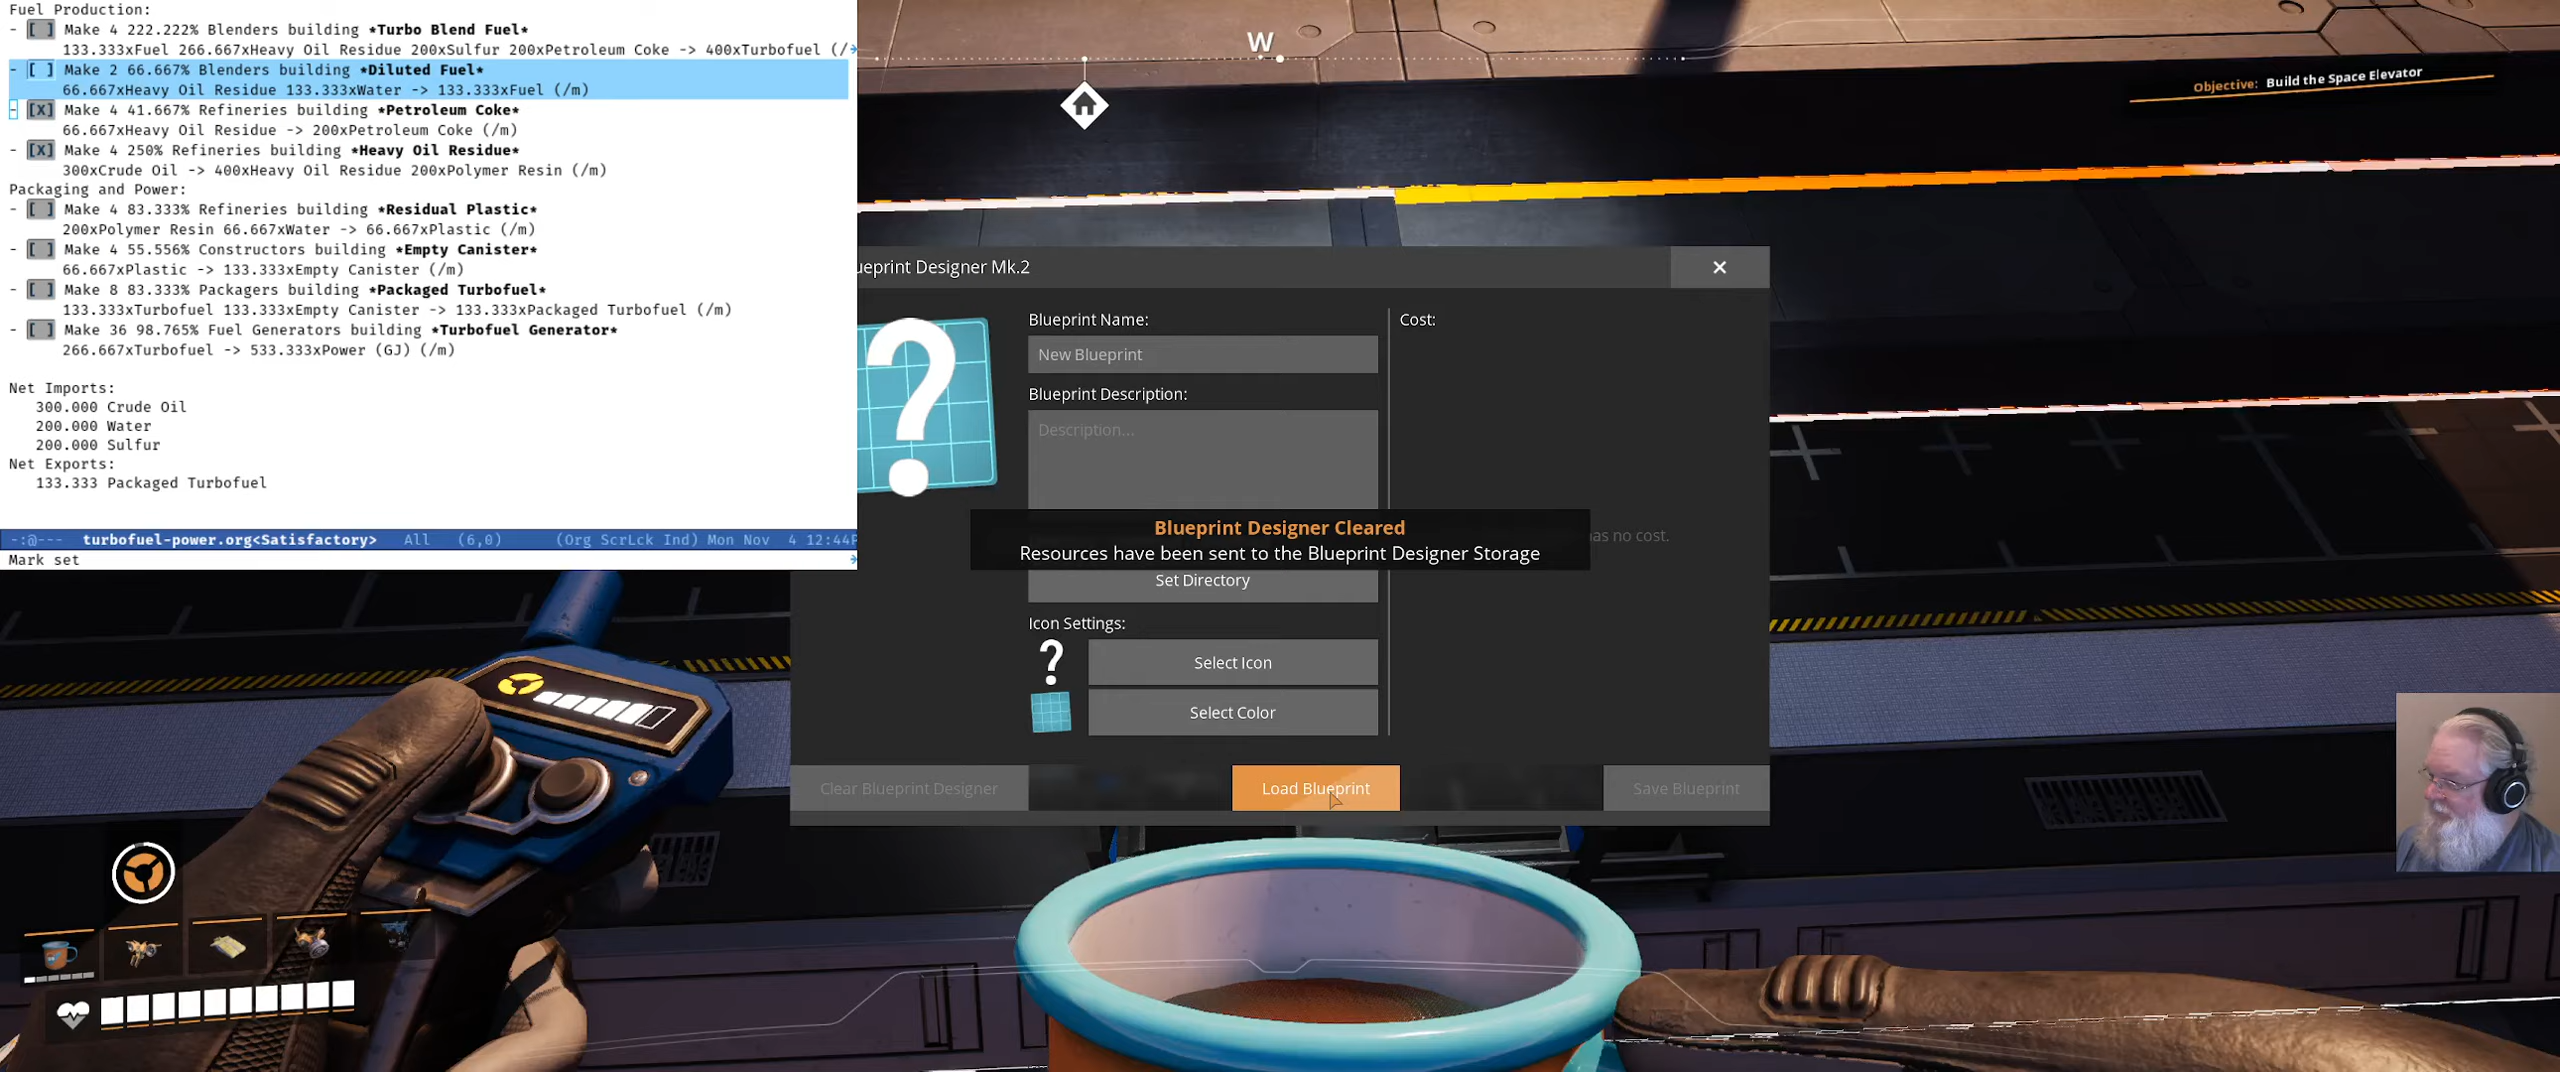 Fuel Production:
- [ ] Make 4 222.222% Blenders building *Turbo Blend Fuel*
133.333xFuel 266.667xHeavy Oil Residue 200xSulfur 200xPetroleum Coke -> 400xTurbofuel (/
- [ ] Make 2 66.667% Blenders building *Diluted Fuel*
66.667xHeavy Oil Residue 133.333xWater -> 133.333xFuel (/m)
- [X] Make 4 41.667% Refineries building *Petroleum Coke*
66.667xHeavy Oil Residue -> 200xPetroleum Coke (/m)
- [X] Make 4 250% Refineries building *Heavy Oil Residue*
300xCrude Oil -> 400xHeavy Oil Residue 200xPolymer Resin (/m)
Packaging and Power:
- [ ] Make 4 83.333% Refineries building *Residual Plastic*
200xPolymer Resin 66.667xWater -> 66.667xPlastic (/m)
- [ ] Make 4 55.556% Constructors building *Empty Canister*
66.667xPlastic -> 133.333xEmpty Canister (/m)
- [ ] Make 8 83.333% Packagers building *Packaged Turbofuel*
133.333xTurbofuel 133.333xEmpty Canister -> 133.333xPackaged Turbofuel (/m)
- [ ] Make 36 98.765% Fuel Generators building *Turbofuel Generator*
266.667xTurbofuel -> 533.333xPower (GJ) (/m)
Net Imports:
300.000 Crude Oil
200.000 Water
200.000 Sulfur
Net Exports:
133.333 Packaged Turbofuel
-:@--- turbofuel-power.org<Satisfactory> All (6,0) (Org ScrLck Ind) Mon Nov 4 12:44P
Mark set
W
Objective: Build the Space Elevator
ueprint Designer Mk.2
Blueprint Name:
New Blueprint
Blueprint Description:
Description...
Cost:
as no cost.
Blueprint Designer Cleared
Resources have been sent to the Blueprint Designer Storage
Set Directory
Icon Settings:
Select Icon
Select Color
Clear Blueprint Designer
Load Blueprint
Save Blueprint